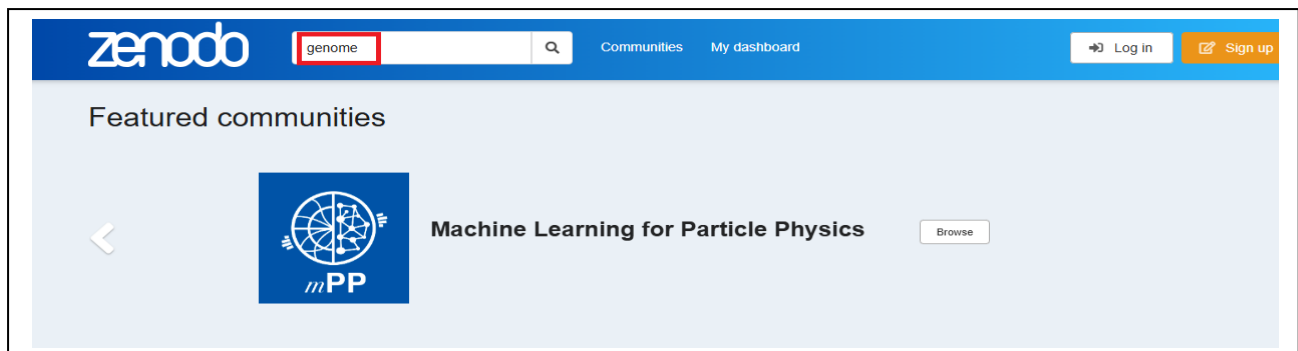 zenodo genome Communities My dashboard Log in Sign up
Featured communities
Machine Learning for Particle Physics Browse
mPP